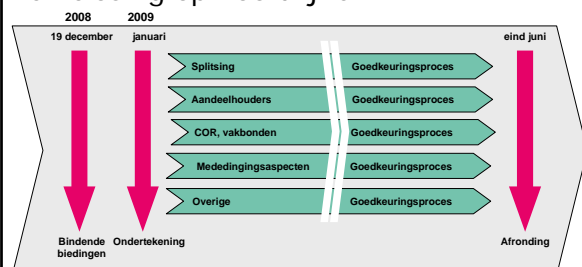 2008 2009
19 december januari eind juni
Splitsing Goedkeuringsproces
Aandeelhouders Goedkeuringsproces
COR, vakbonden Goedkeuringsproces
Mededingingsaspecten Goedkeuringsproces
Overige Goedkeuringsproces
Bindende biedingen
Ondertekening
Afronding